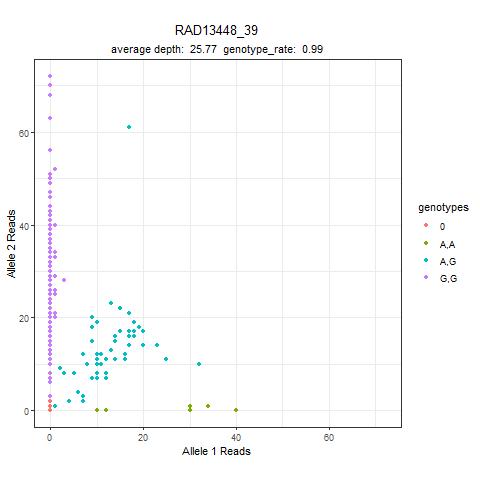 RAD13448_39
average depth: 25.77 genotype_rate: 0.99
Allele 2 Reads
60
40
20
0
0
20
40
60
Allele 1 Reads
genotypes
0
A,A
A,G
G,G